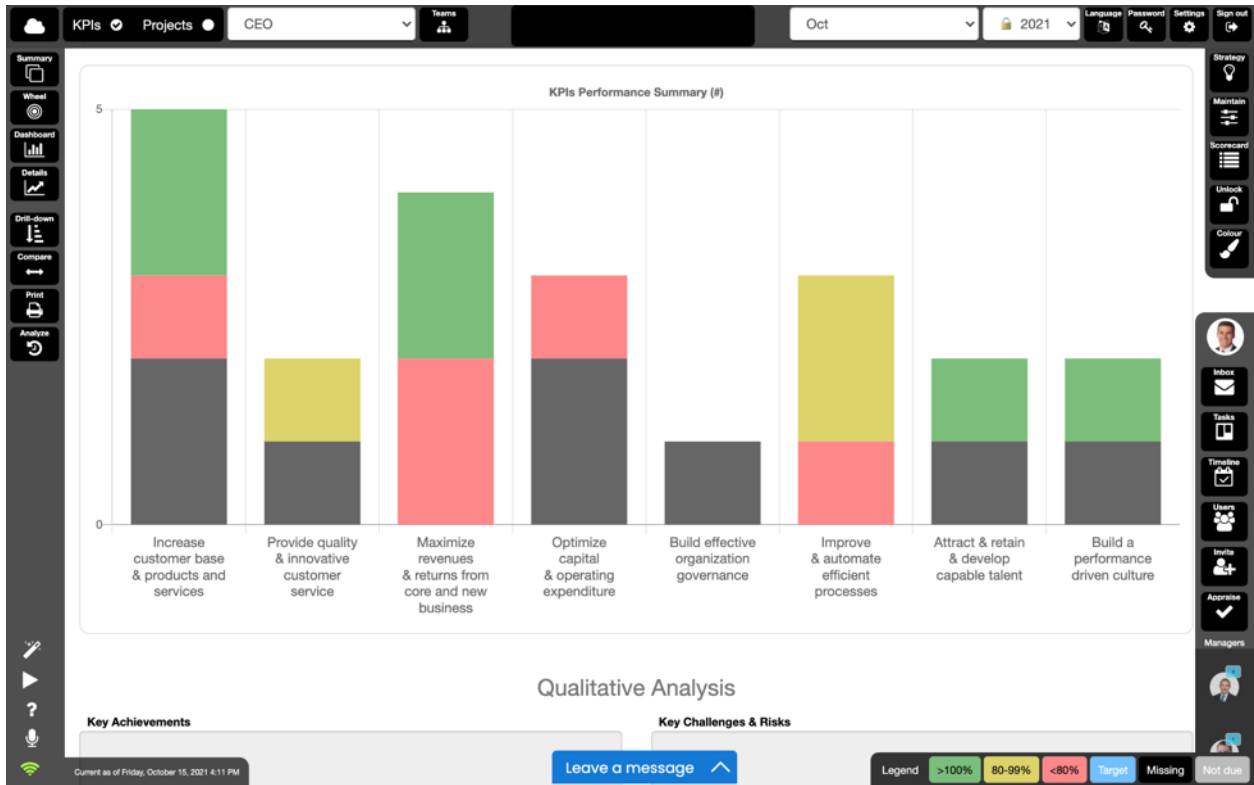 KPIs
Projects
CEO
Teams
Oct
2021
Language
Password
Settings
Sign out
Summary
Wheel
Dashboard
Details
Drill-down
Compare
Print
Analyze
KPIs Performance Summary (#)
5
0
Increase
customer base
& products and
services
Provide quality
& innovative
customer
service
Maximize
revenues
& returns from
core and new
business
Optimize
capital
& operating
expenditure
Build effective
organization
governance
Improve
& automate
efficient
processes
Attract & retain
& develop
capable talent
Build a
performance
driven culture
Strategy
Maintain
Scorecard
Unlock
Colour
Inbox
Tasks
Timeline
Users
Invite
Appraise
Managers
Qualitative Analysis
Key Achievements
Key Challenges & Risks
?
Current as of Friday, October 15, 2021 4:11 PM
Leave a message
Legend
>100%
80-99%
<80%
Target
Missing
Not due